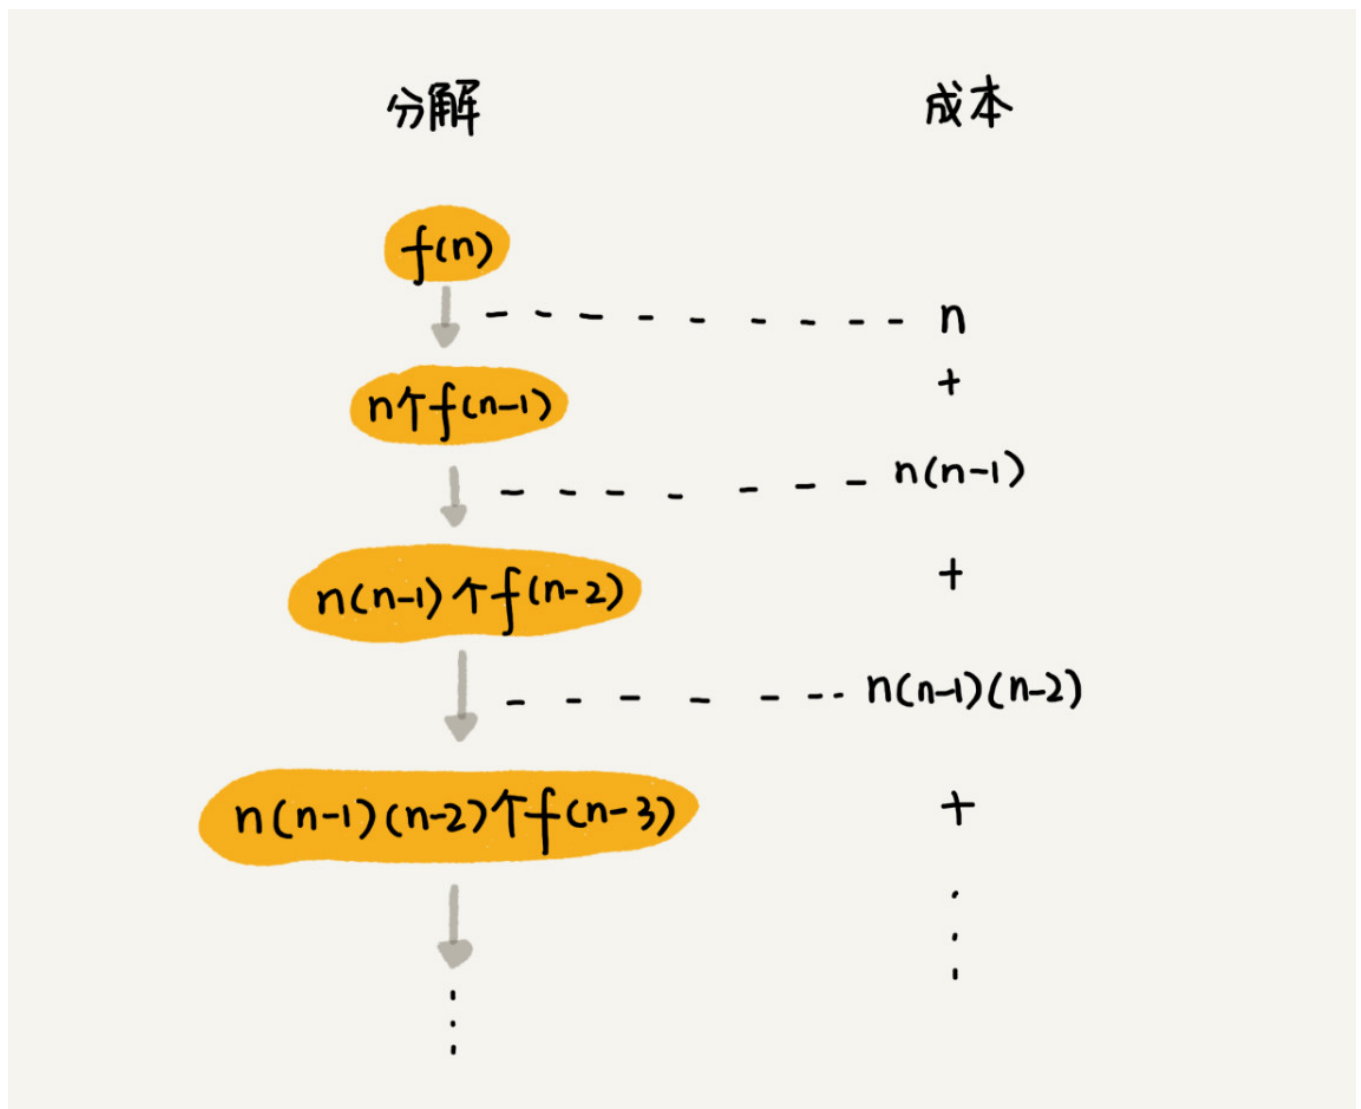 分解 成本
f(n)
n
+
n个f(n-1)
n(n-1)
+
n(n-1)个f(n-2)
n(n-1)(n-2)
+
n(n-1)(n-2)个f(n-3)